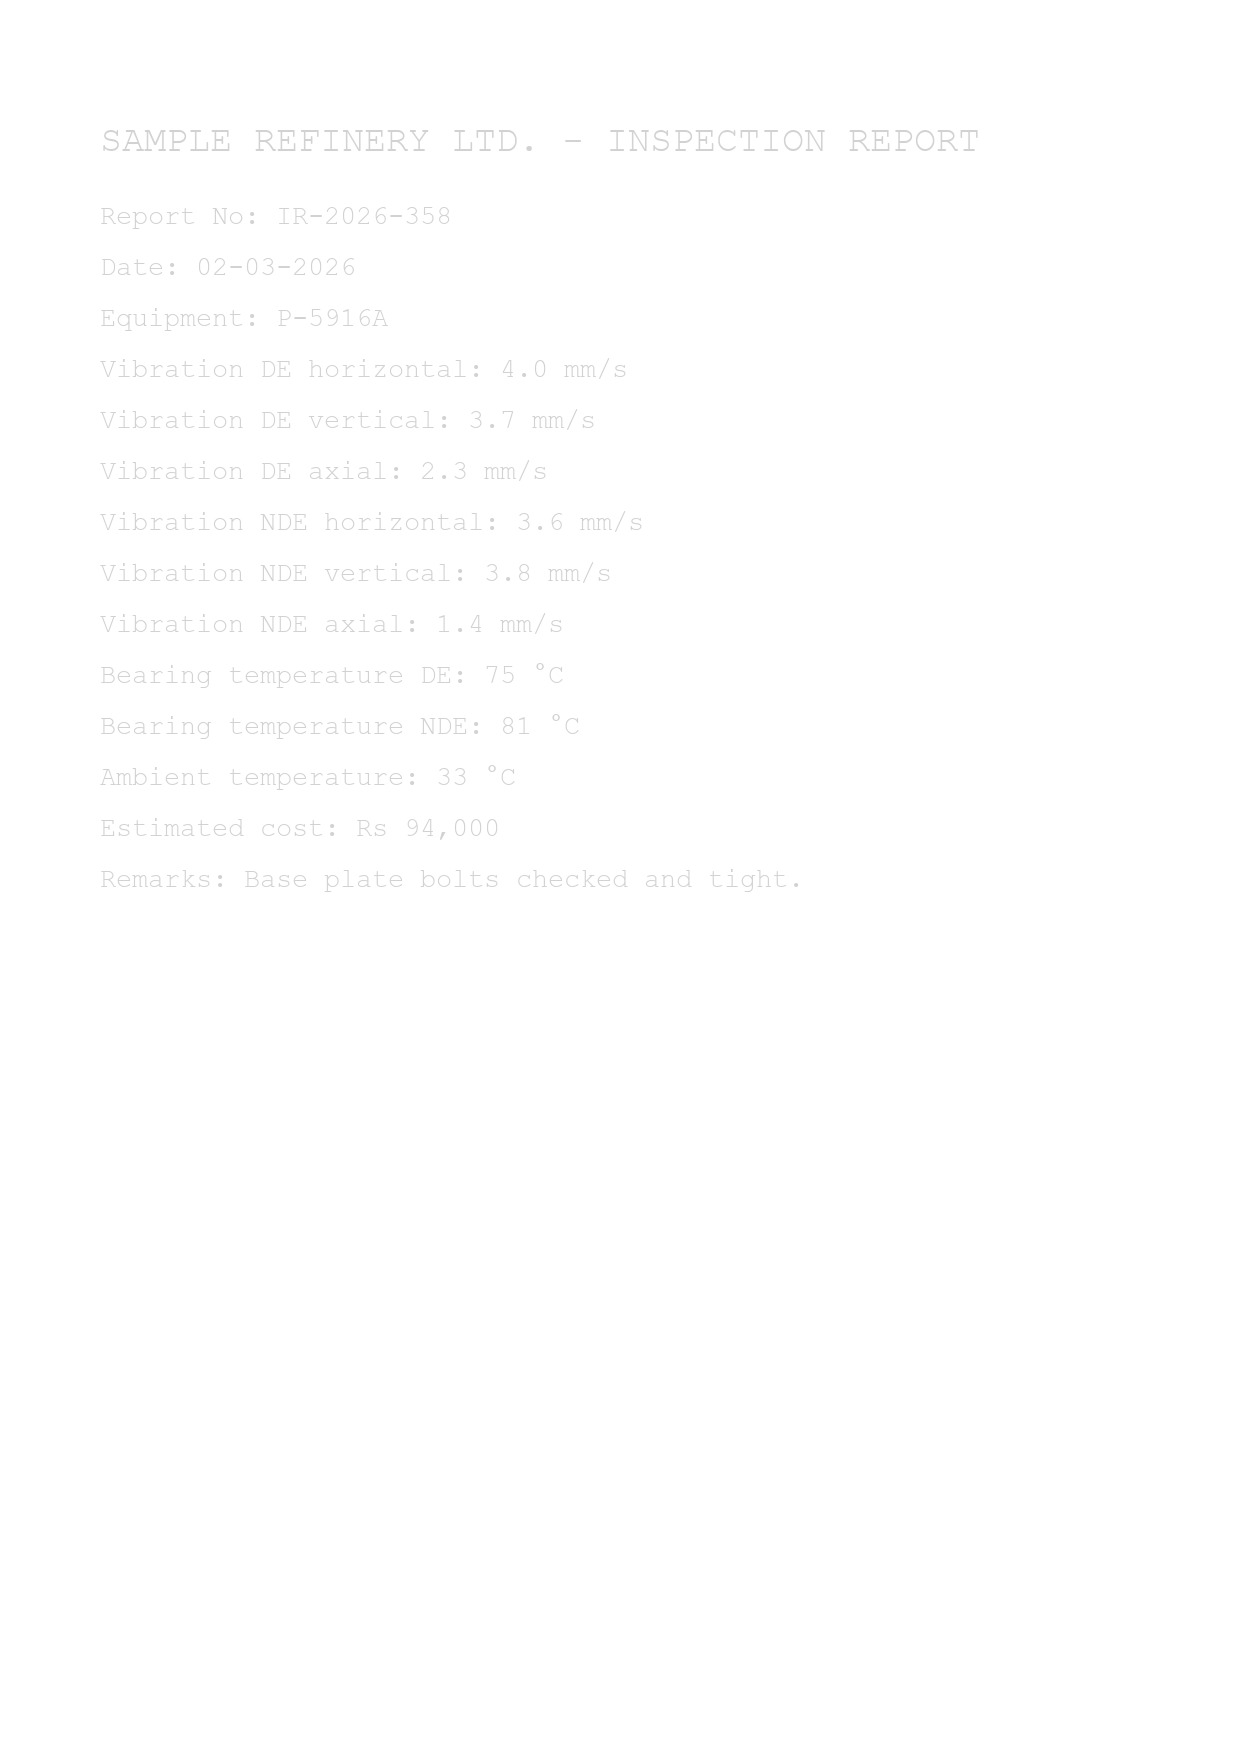 SAMPLE REFINERY LTD. - INSPECTION REPORT
Report No: IR-2026-358
Date: 02-03-2026
Equipment: P-5916A
Vibration DE horizontal: 4.0 mm/s
Vibration DE vertical: 3.7 mm/s
Vibration DE axial: 2.3 mm/s
Vibration NDE horizontal: 3.6 mm/s
Vibration NDE vertical: 3.8 mm/s
Vibration NDE axial: 1.4 mm/s
Bearing temperature DE: 75 °C
Bearing temperature NDE: 81 °C
Ambient temperature: 33 °C
Estimated cost: Rs 94,000
Remarks: Base plate bolts checked and tight.